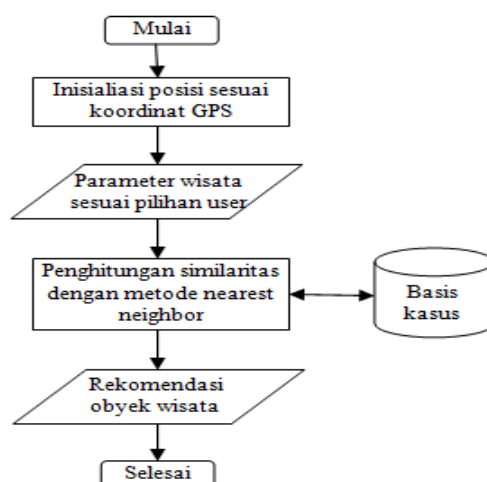 Mulai
Inisialiasi posisi sesuai
koordinat GPS
Parameter wisata
sesuai pilihan user
Penghitungan similaritas
dengan metode nearest
neighbor
Basis
kasus
Rekomendasi
obyek wisata
Selesai